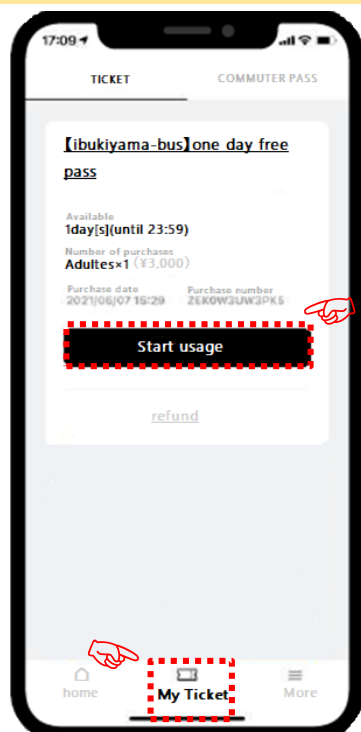 17:09
TICKET COMMUTER PASS
【ibukiyama-bus】one day free
pass
Available
1day[s](until 23:59)
Number of purchases
Adultes×1 (¥3,000)
Purchase date Purchase number
2021/06/07 16:29 ZEK0W3UW3PK5
Start usage
refund
home My Ticket More